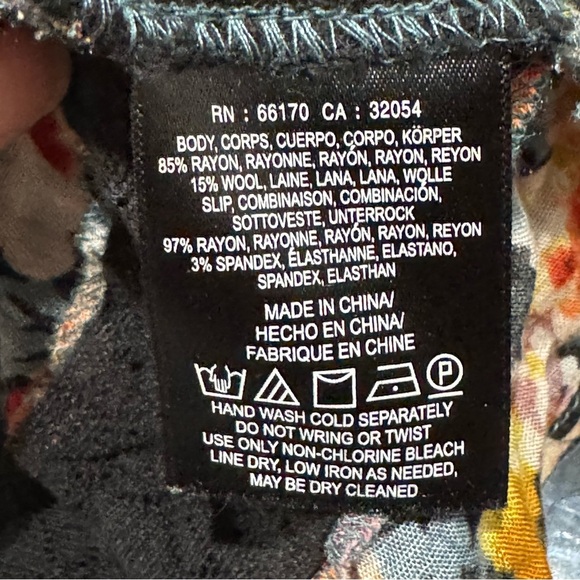 RN : 66170 CA : 32054
BODY, CORPS, CUERPO, CORPO, KÖRPER
85% RAYON, RAYONNE, RAYÓN, RAYON, REYON
15% WOOL, LAINE, LANA, LANA, WOLLE
SLIP, COMBINAISON, COMBINACIÓN,
SOTTOVESTE, UNTERROCK
97% RAYON, RAYONNE, RAYÓN, RAYON, REYON
3% SPANDEX, ÉLASTHANNE, ELASTANO,
SPANDEX, ELASTHAN
MADE IN CHINA/
HECHO EN CHINA/
FABRIQUE EN CHINE
P
HAND WASH COLD SEPARATELY
DO NOT WRING OR TWIST
USE ONLY NON-CHLORINE BLEACH
LINE DRY, LOW IRON AS NEEDED,
MAY BE DRY CLEANED